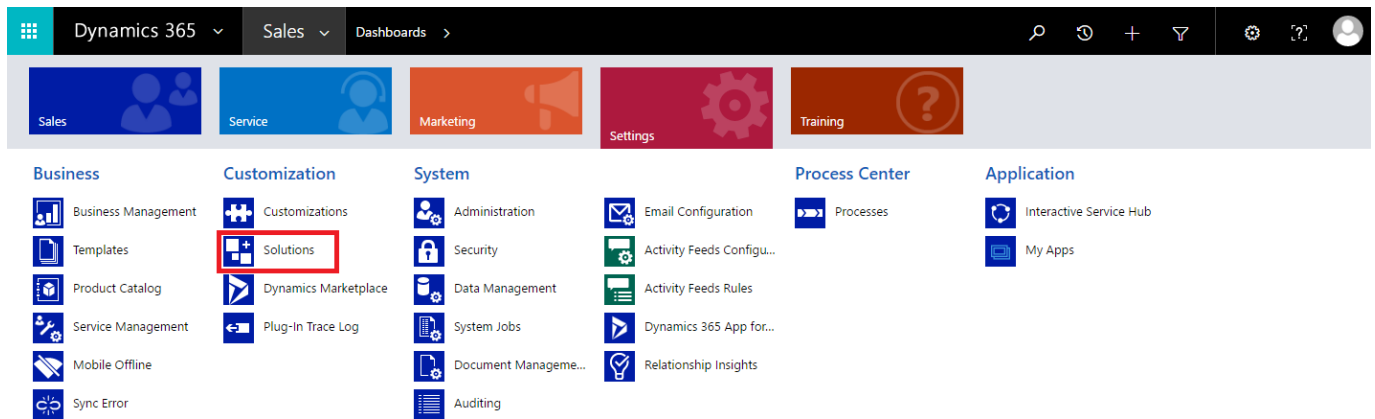 Dynamics 365 Sales Dashboards
Sales Service Marketing Settings Training
Business Customization System Process Center Application
Business Management Customizations Administration Email Configuration Processes Interactive Service Hub
Templates Solutions Security Activity Feeds Configu... My Apps
Product Catalog Dynamics Marketplace Data Management Activity Feeds Rules
Service Management Plug-In Trace Log System Jobs Dynamics 365 App for...
Mobile Offline Document Manageme... Relationship Insights
Sync Error Auditing